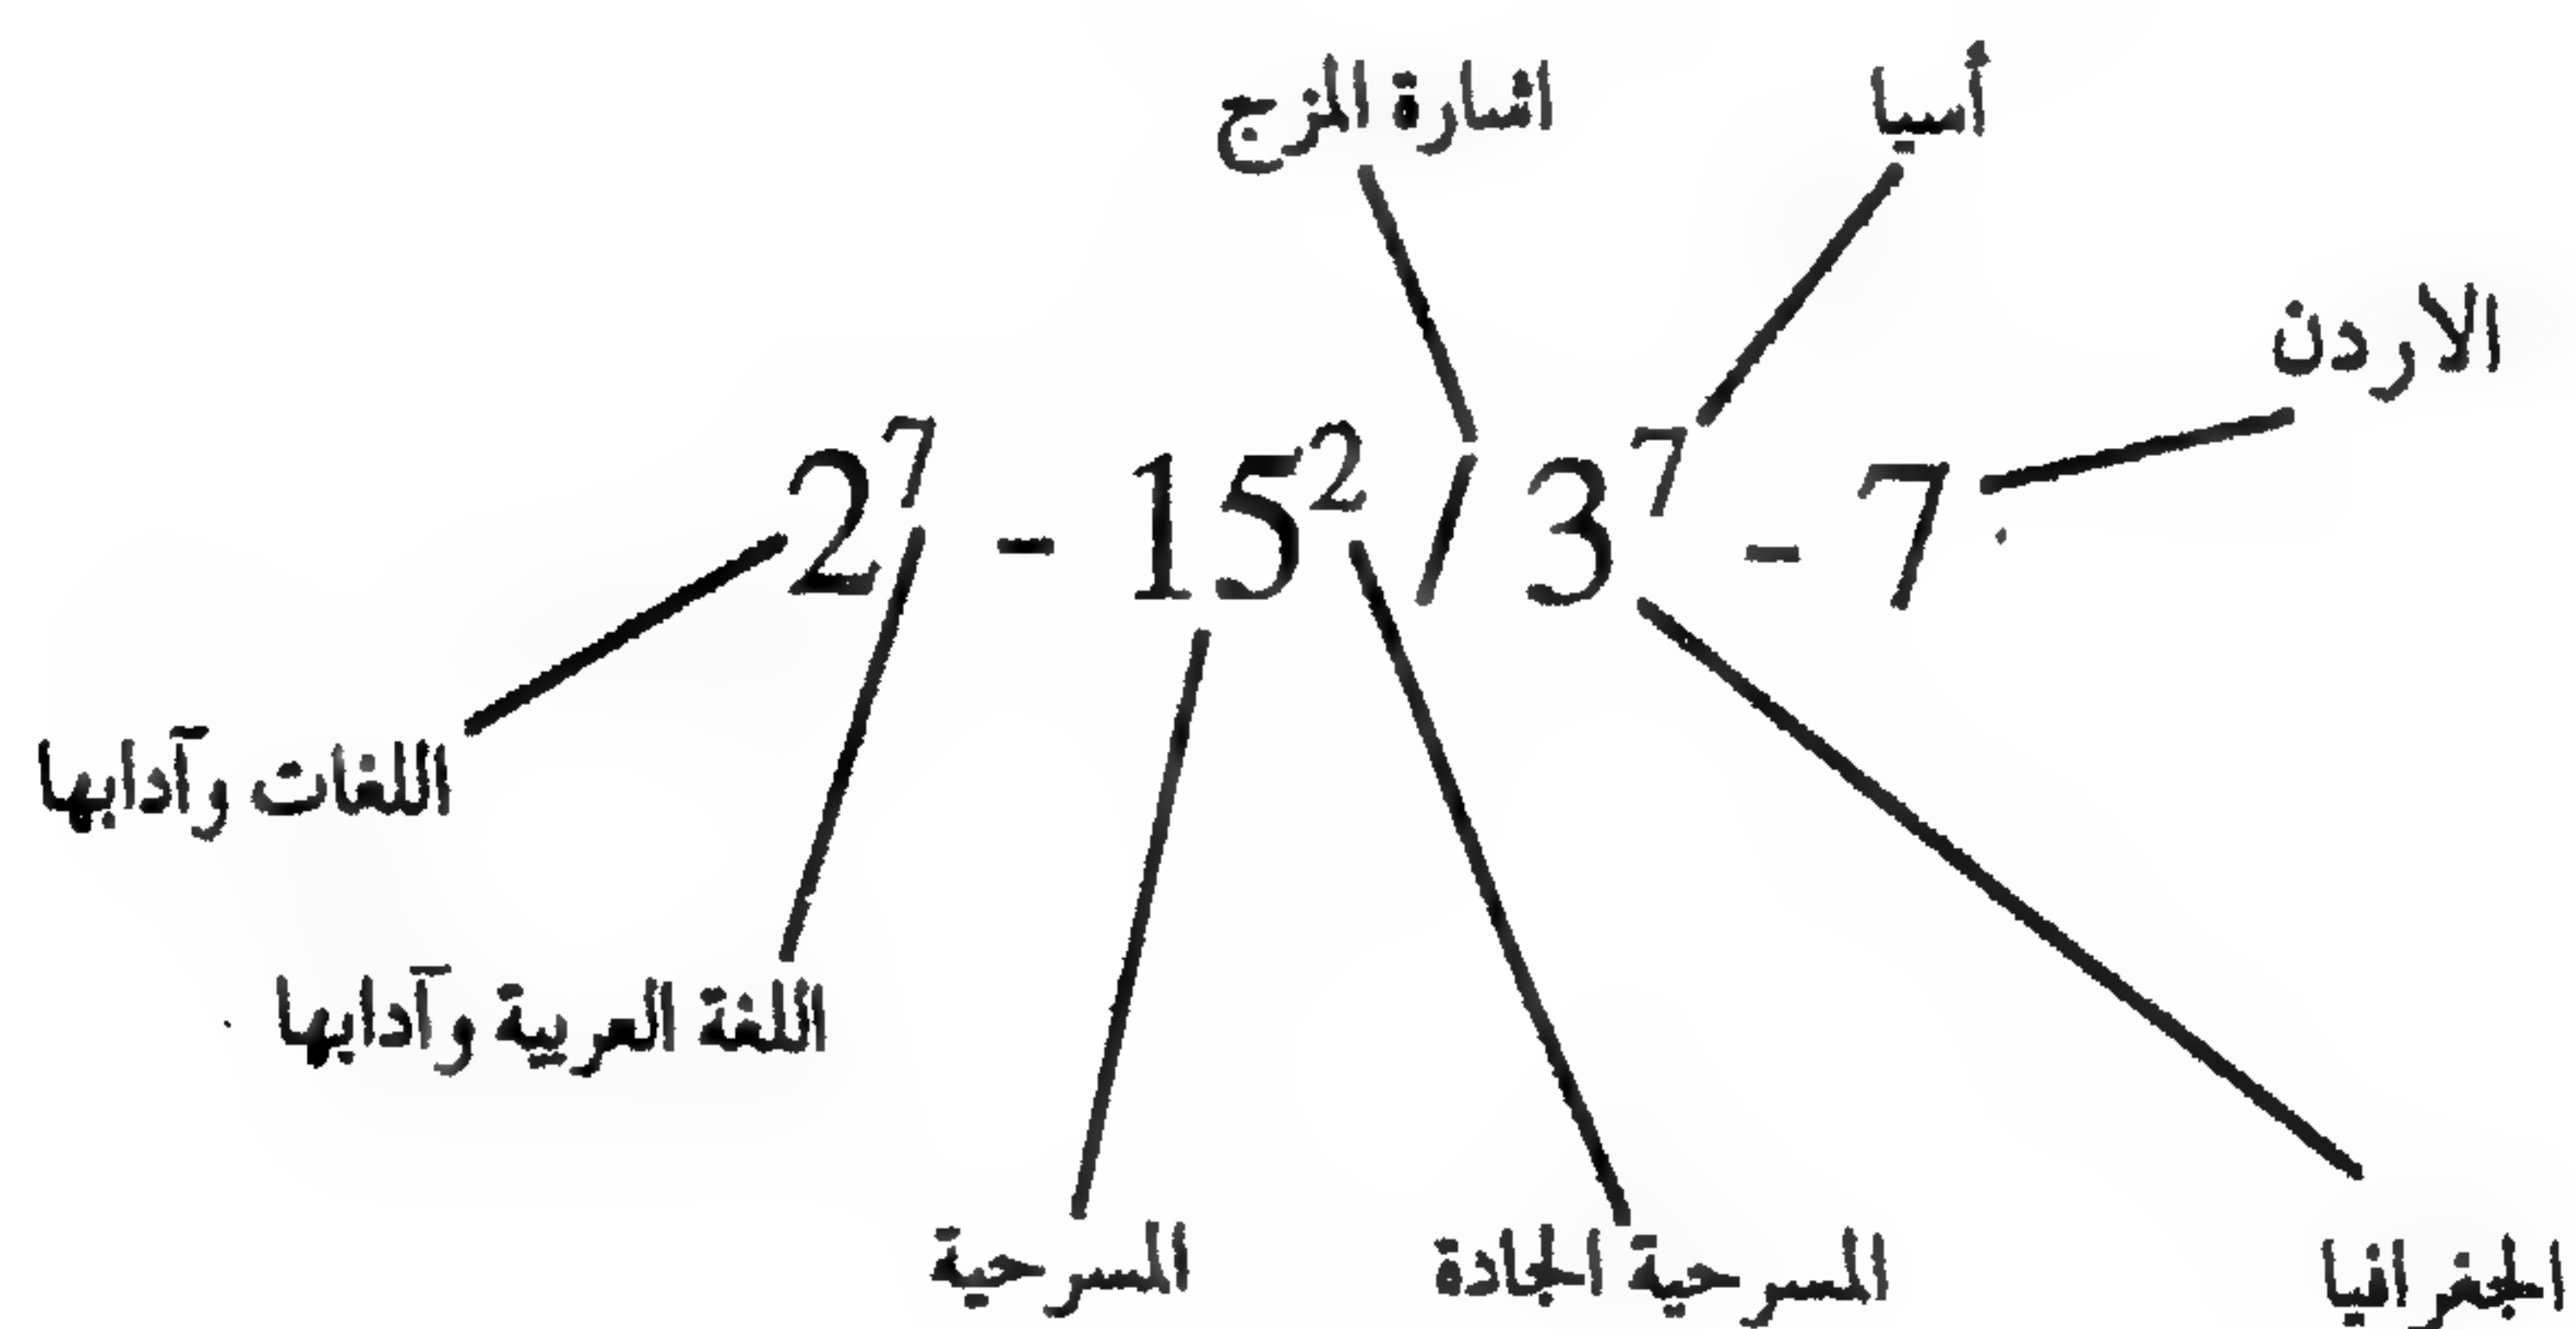 اشارة المزج
أسيا
الاردن
2⁷ - 15² / 3⁷ - 7
اللغات وآدابها
اللغة العربية وآدابها
المسرحية
المسرحية الجادة
الجغرافيا